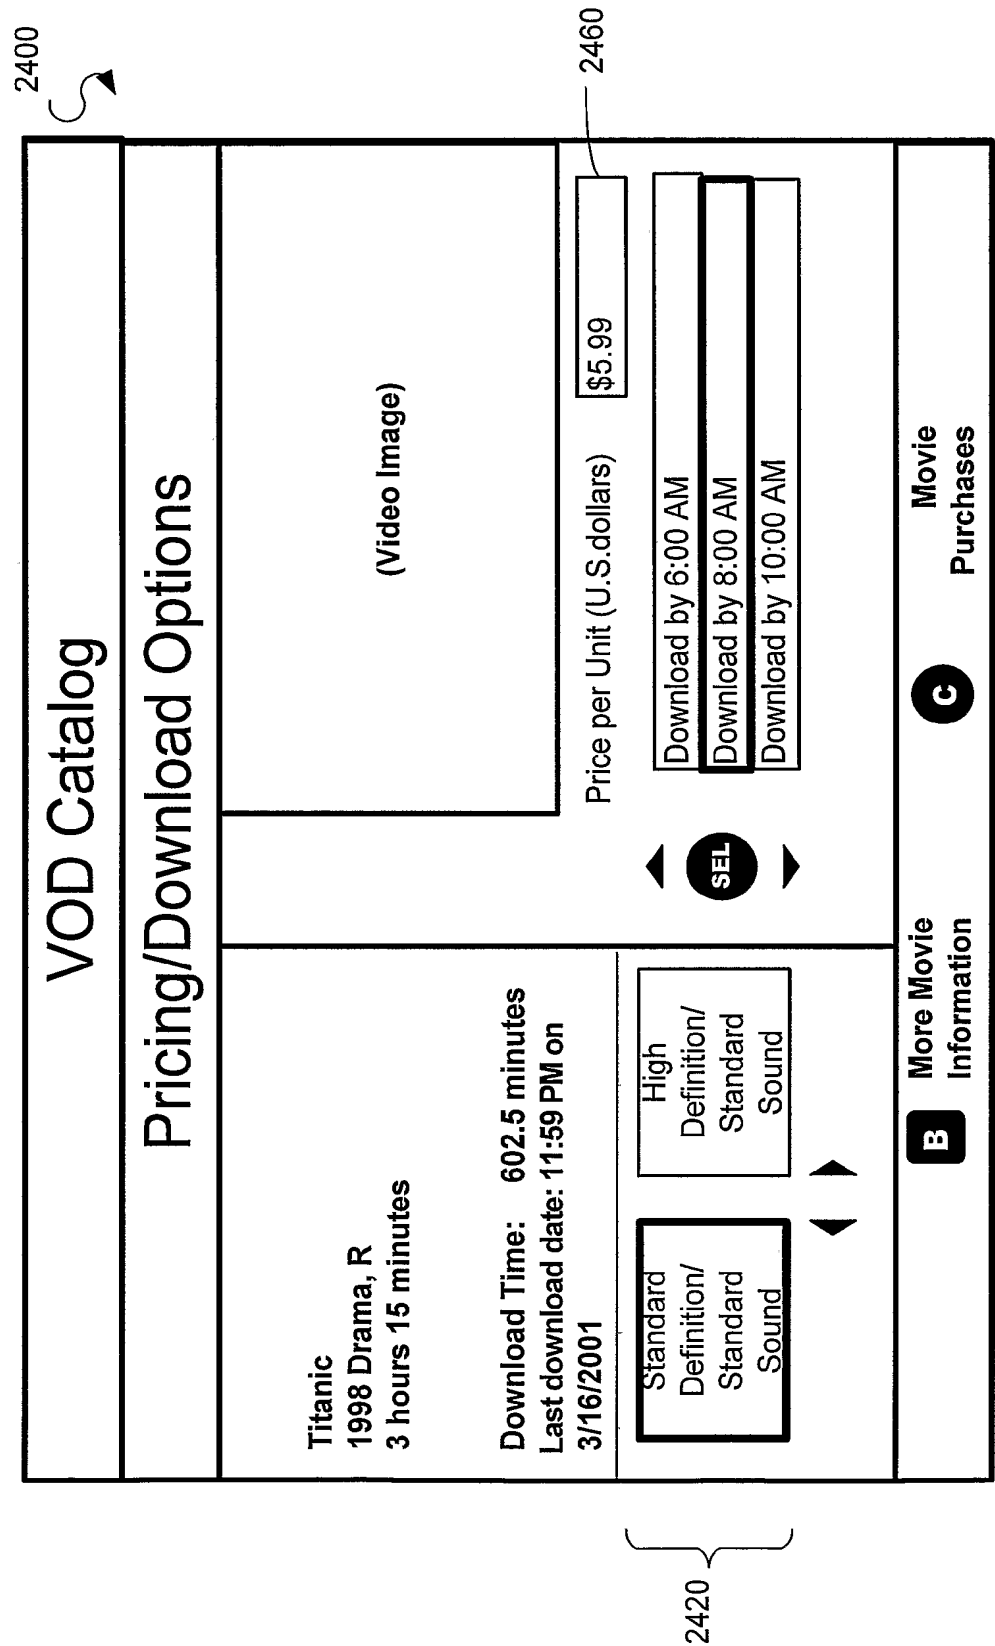 2400
VOD Catalog
Pricing/Download Options
Titanic
1998 Drama, R
3 hours 15 minutes
Download Time: 602.5 minutes
Last download date: 11:59 PM on
3/16/2001
(Video Image)
2420
Standard
Definition/
Standard
Sound
High
Definition/
Standard
Sound
Price per Unit (U.S.dollars)
$5.99
2460
SEL
Download by 6:00 AM
Download by 8:00 AM
Download by 10:00 AM
B
More Movie
Information
C
Movie
Purchases